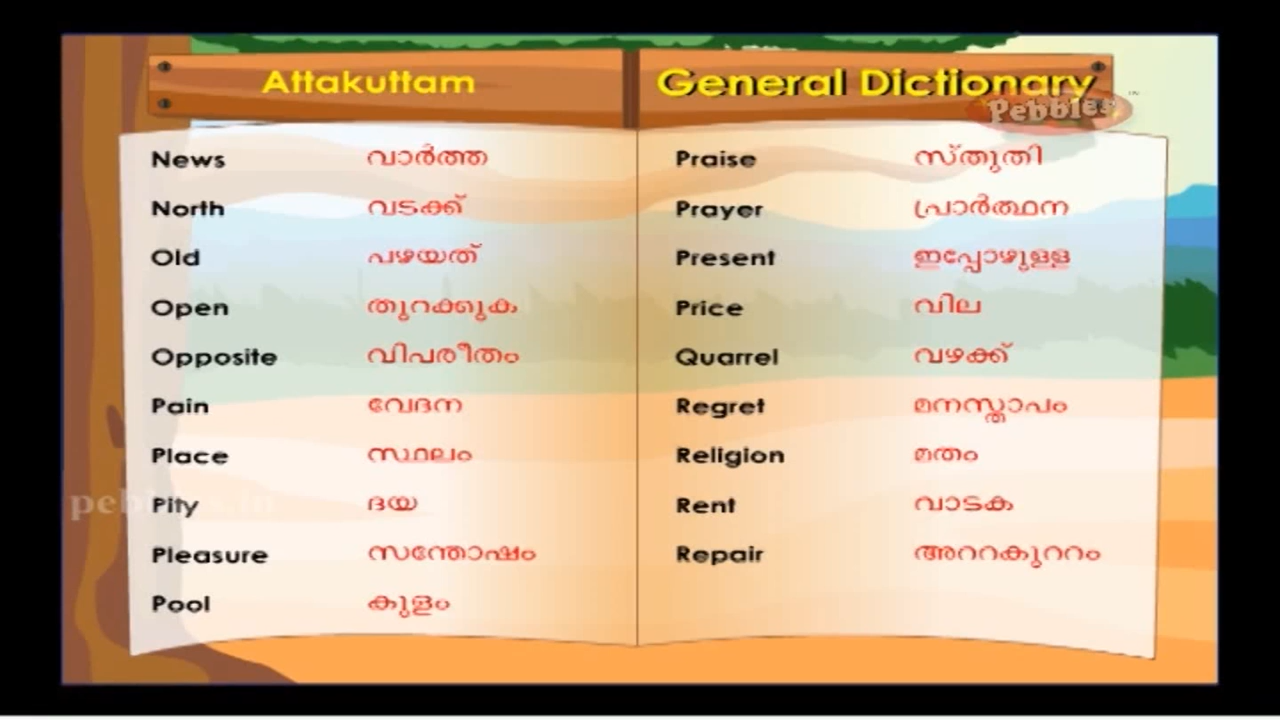 Attakuttam
General Dictionary
Pebbles™
News വാർത്ത
North വടക്ക്
Old പഴയത്
Open തുറക്കുക
Opposite വിപരീതം
Pain വേദന
Place സ്ഥലം
Pity ദയ
Pleasure സന്തോഷം
Pool കുളം
Praise സ്തുതി
Prayer പ്രാർത്ഥന
Present ഇപ്പോഴുള്ള
Price വില
Quarrel വഴക്ക്
Regret മനസ്താപം
Religion മതം
Rent വാടക
Repair അററകുററം